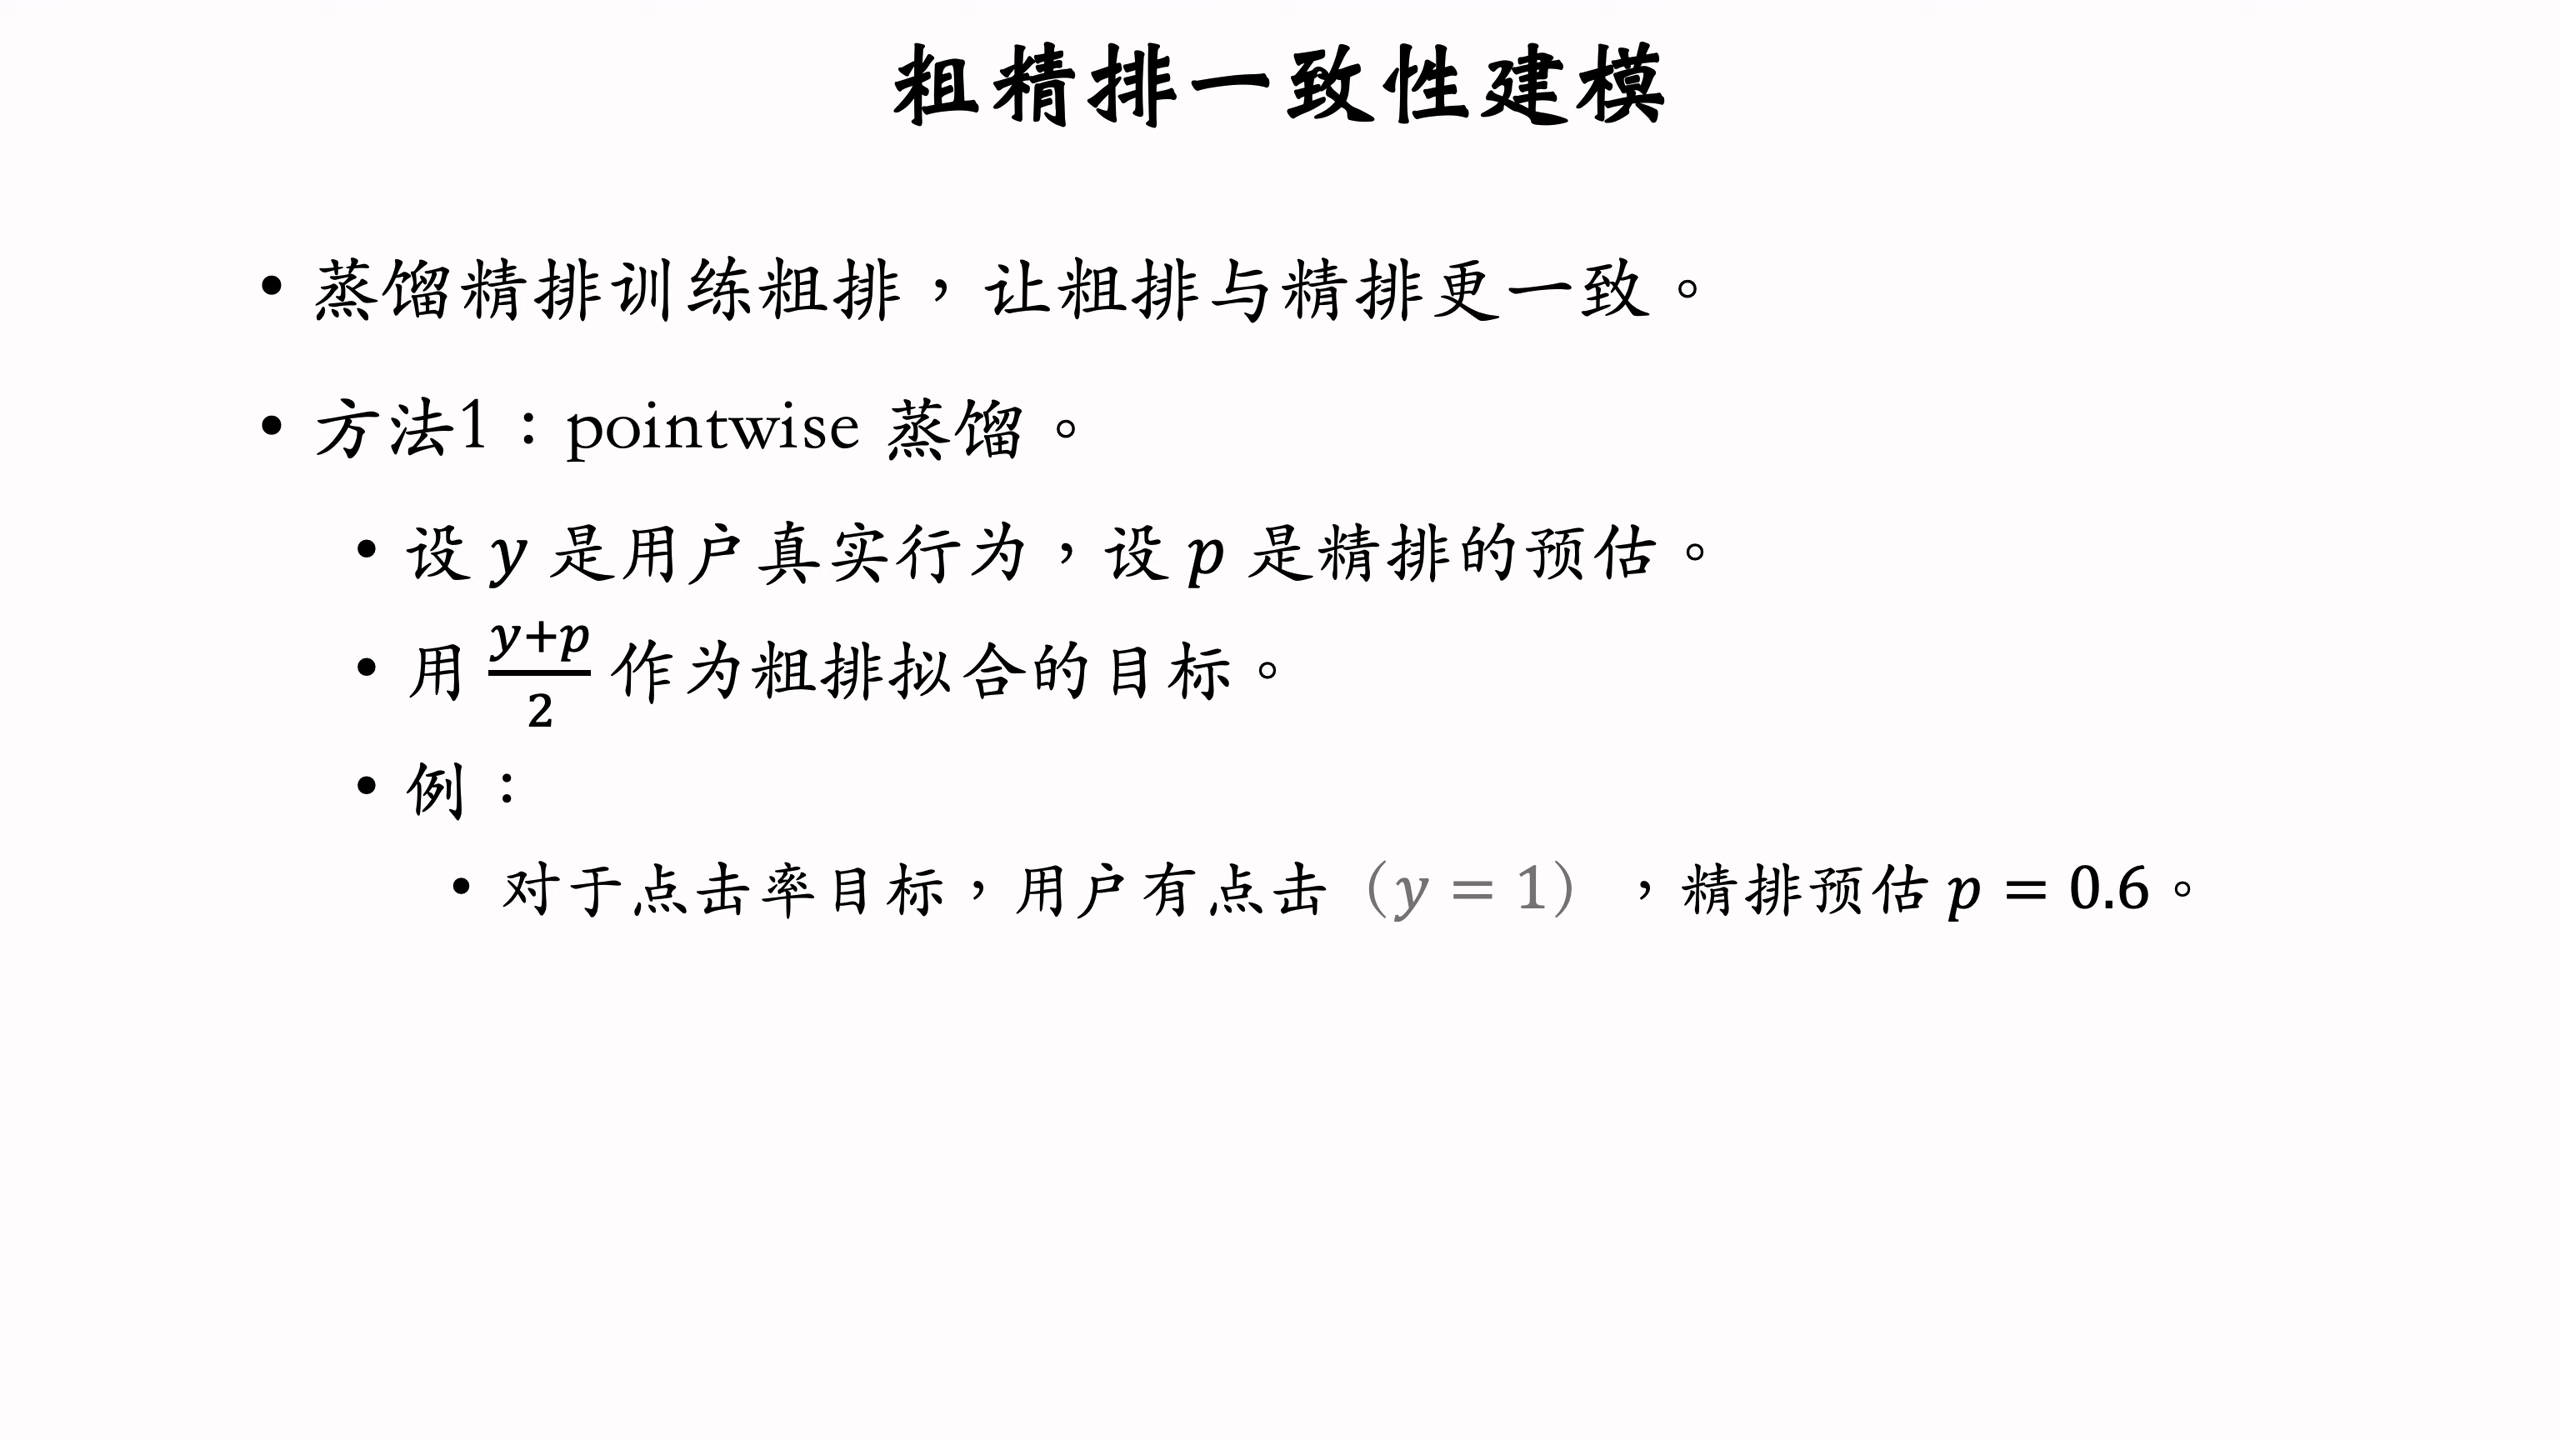 粗精排一致性建模
• 蒸馏精排训练粗排，让粗排与精排更一致。
• 方法1：pointwise 蒸馏。
• 设 y 是用户真实行为，设 p 是精排的预估。
• 用 \frac{y+p}{2} 作为粗排拟合的目标。
• 例：
• 对于点击率目标，用户有点击（y = 1），精排预估 p = 0.6。